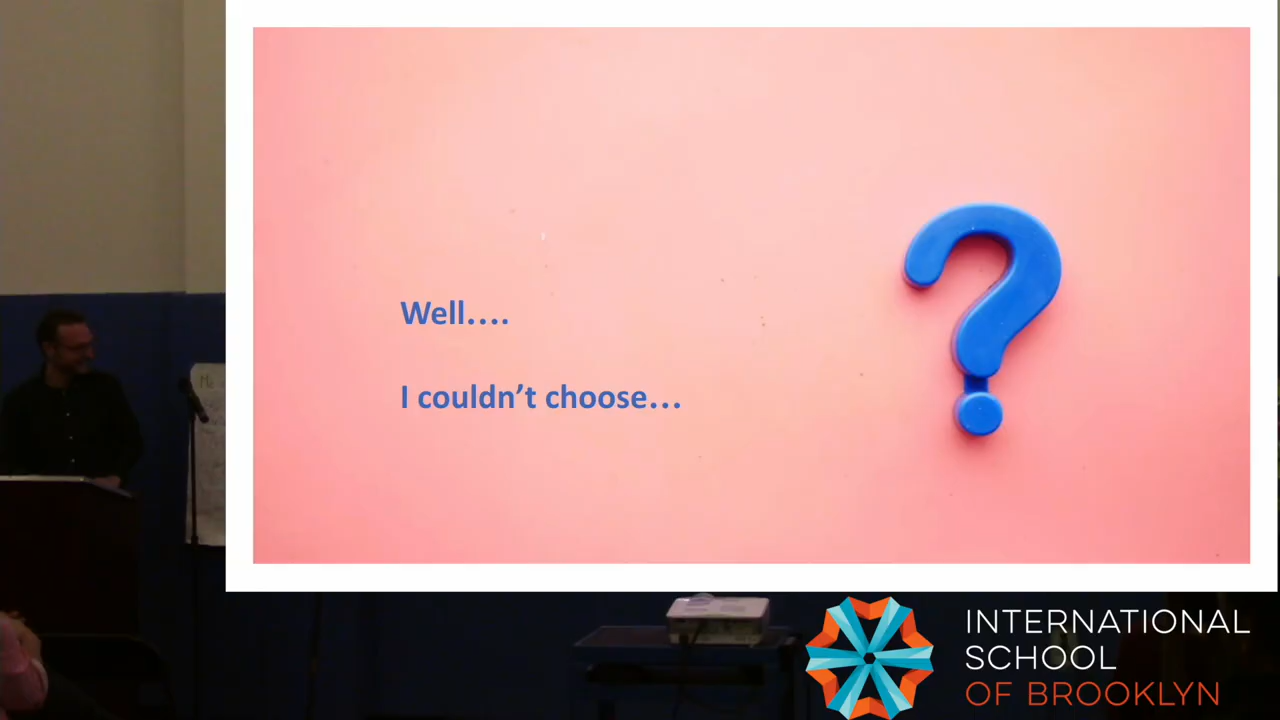 Well....
I couldn't choose...
INTERNATIONAL
SCHOOL
OF BROOKLYN